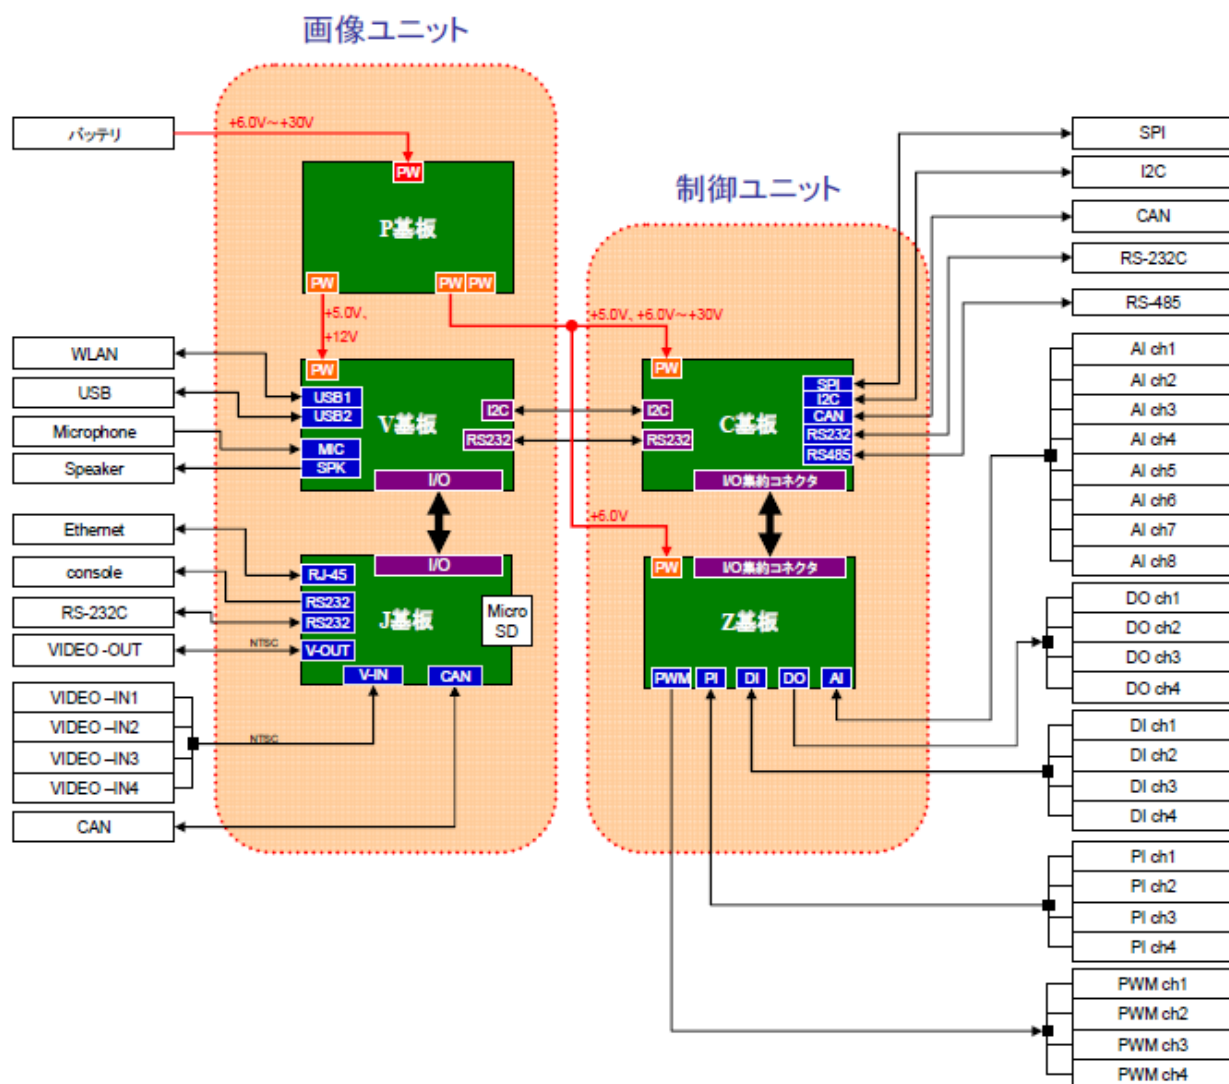 画像ユニット
バッテリ
+6.0V～+30V
PW
P基板
PW
PW
PW
+5.0V、
+12V
制御ユニット
+5.0V、+6.0V～+30V
+6.0V
WLAN
USB
Microphone
Speaker
PW
USB1
USB2
MIC
SPK
V基板
I2C
RS232
I/O
Ethernet
console
RS-232C
VIDEO -OUT
NTSC
VIDEO –IN1
VIDEO –IN2
VIDEO –IN3
VIDEO –IN4
NTSC
CAN
I/O
RJ-45
RS232
RS232
V-OUT
J基板
Micro
SD
V-IN
CAN
PW
I2C
RS232
C基板
SPI
I2C
CAN
RS232
RS485
I/O集約コネクタ
PW
I/O集約コネクタ
Z基板
PWM
PI
DI
DO
AI
SPI
I2C
CAN
RS-232C
RS-485
AI ch1
AI ch2
AI ch3
AI ch4
AI ch5
AI ch6
AI ch7
AI ch8
DO ch1
DO ch2
DO ch3
DO ch4
DI ch1
DI ch2
DI ch3
DI ch4
PI ch1
PI ch2
PI ch3
PI ch4
PWM ch1
PWM ch2
PWM ch3
PWM ch4